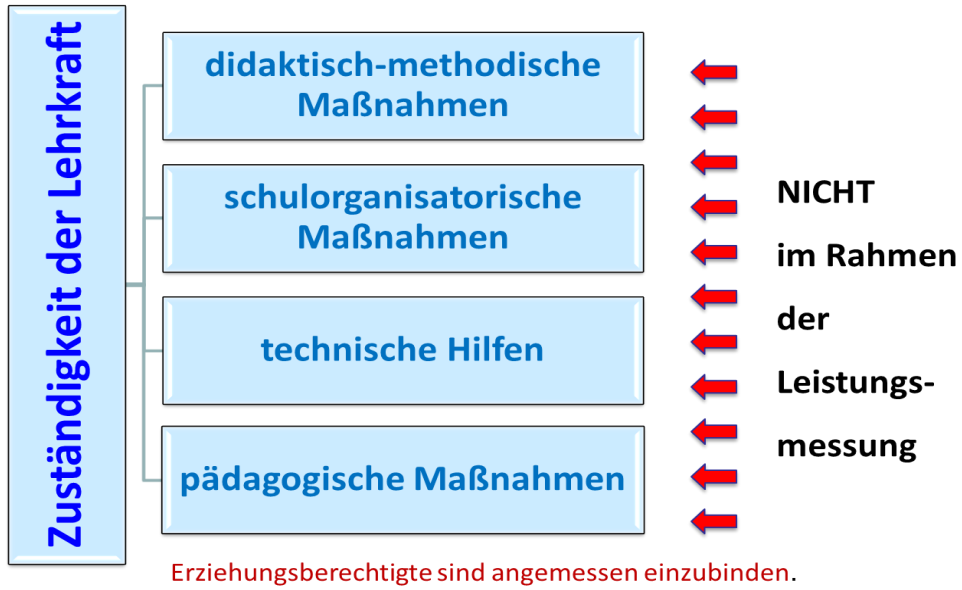 Zuständigkeit der Lehrkraft
didaktisch-methodische
Maßnahmen
schulorganisatorische
Maßnahmen
technische Hilfen
pädagogische Maßnahmen
NICHT
im Rahmen
der
Leistungs-
messung
Erziehungsberechtigte sind angemessen einzubinden.